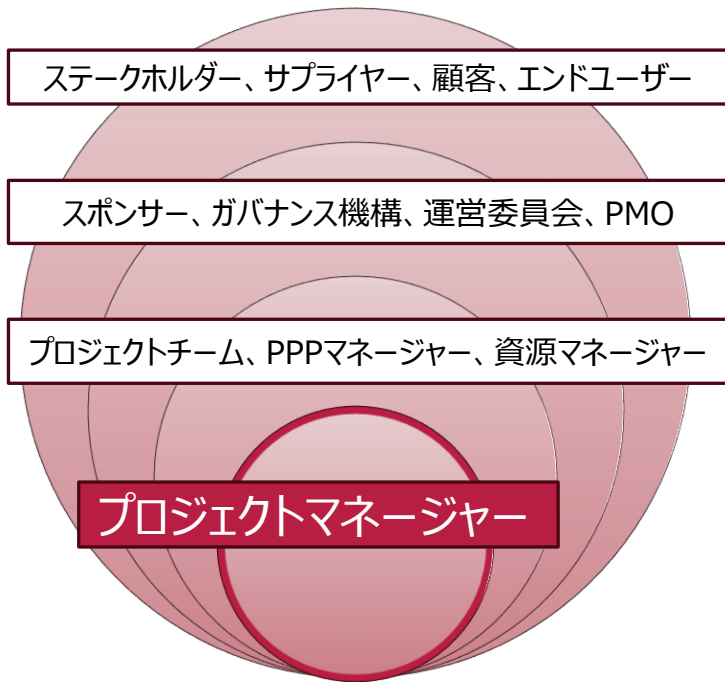 ステークホルダー、サプライヤー、顧客、エンドユーザー
スポンサー、ガバナンス機構、運営委員会、PMO
プロジェクトチーム、PPPマネージャー、資源マネージャー
プロジェクトマネージャー